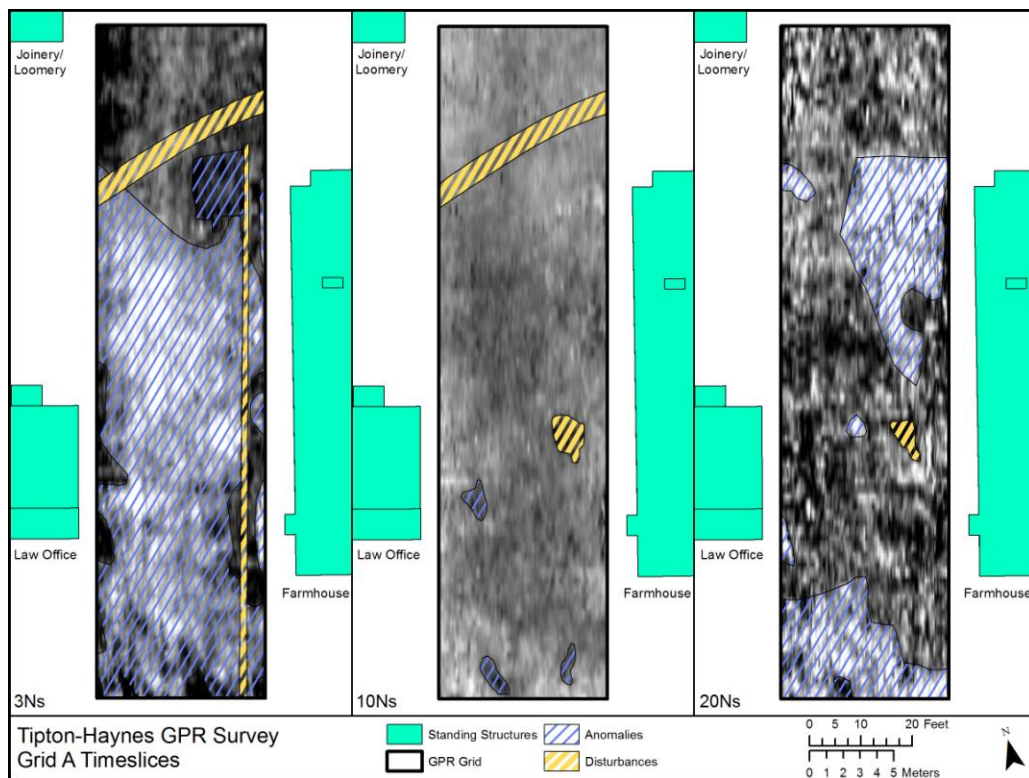 Joinery/
Loomery
Law Office
Farmhouse
3Ns
Joinery/
Loomery
Law Office
Farmhouse
10Ns
Joinery/
Loomery
Law Office
Farmhouse
20Ns
Tipton-Haynes GPR Survey
Grid A Timeslices
Standing Structures
Anomalies
GPR Grid
Disturbances
0 5 10 20 Feet
0 1 2 3 4 5 Meters
N